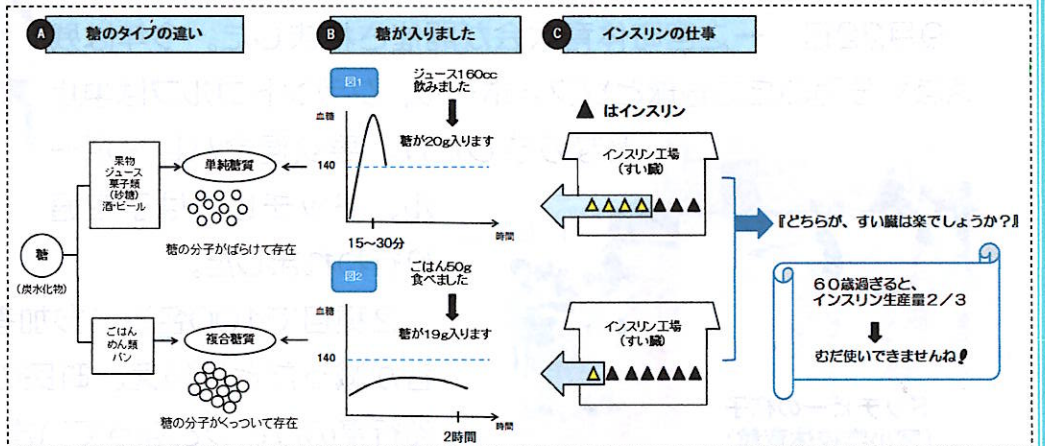 A 糖のタイプの違い
糖
(炭水化物)
果物
ジュース
菓子類
(砂糖)
酒・ビール
単純糖質
糖の分子がばらけて存在
ごはん
めん類
パン
複合糖質
糖の分子がくっついて存在
B 糖が入りました
図1
ジュース160cc
飲みました
糖が20g入ります
血糖
140
時間
15〜30分
図2
ごはん50g
食べました
糖が19g入ります
血糖
140
時間
2時間
C インスリンの仕事
▲ はインスリン
インスリン工場
(すい臓)
インスリン工場
(すい臓)
『どちらが、すい臓は楽でしょうか?』
60歳過ぎると、
インスリン生産量2/3
むだ使いできませんね!